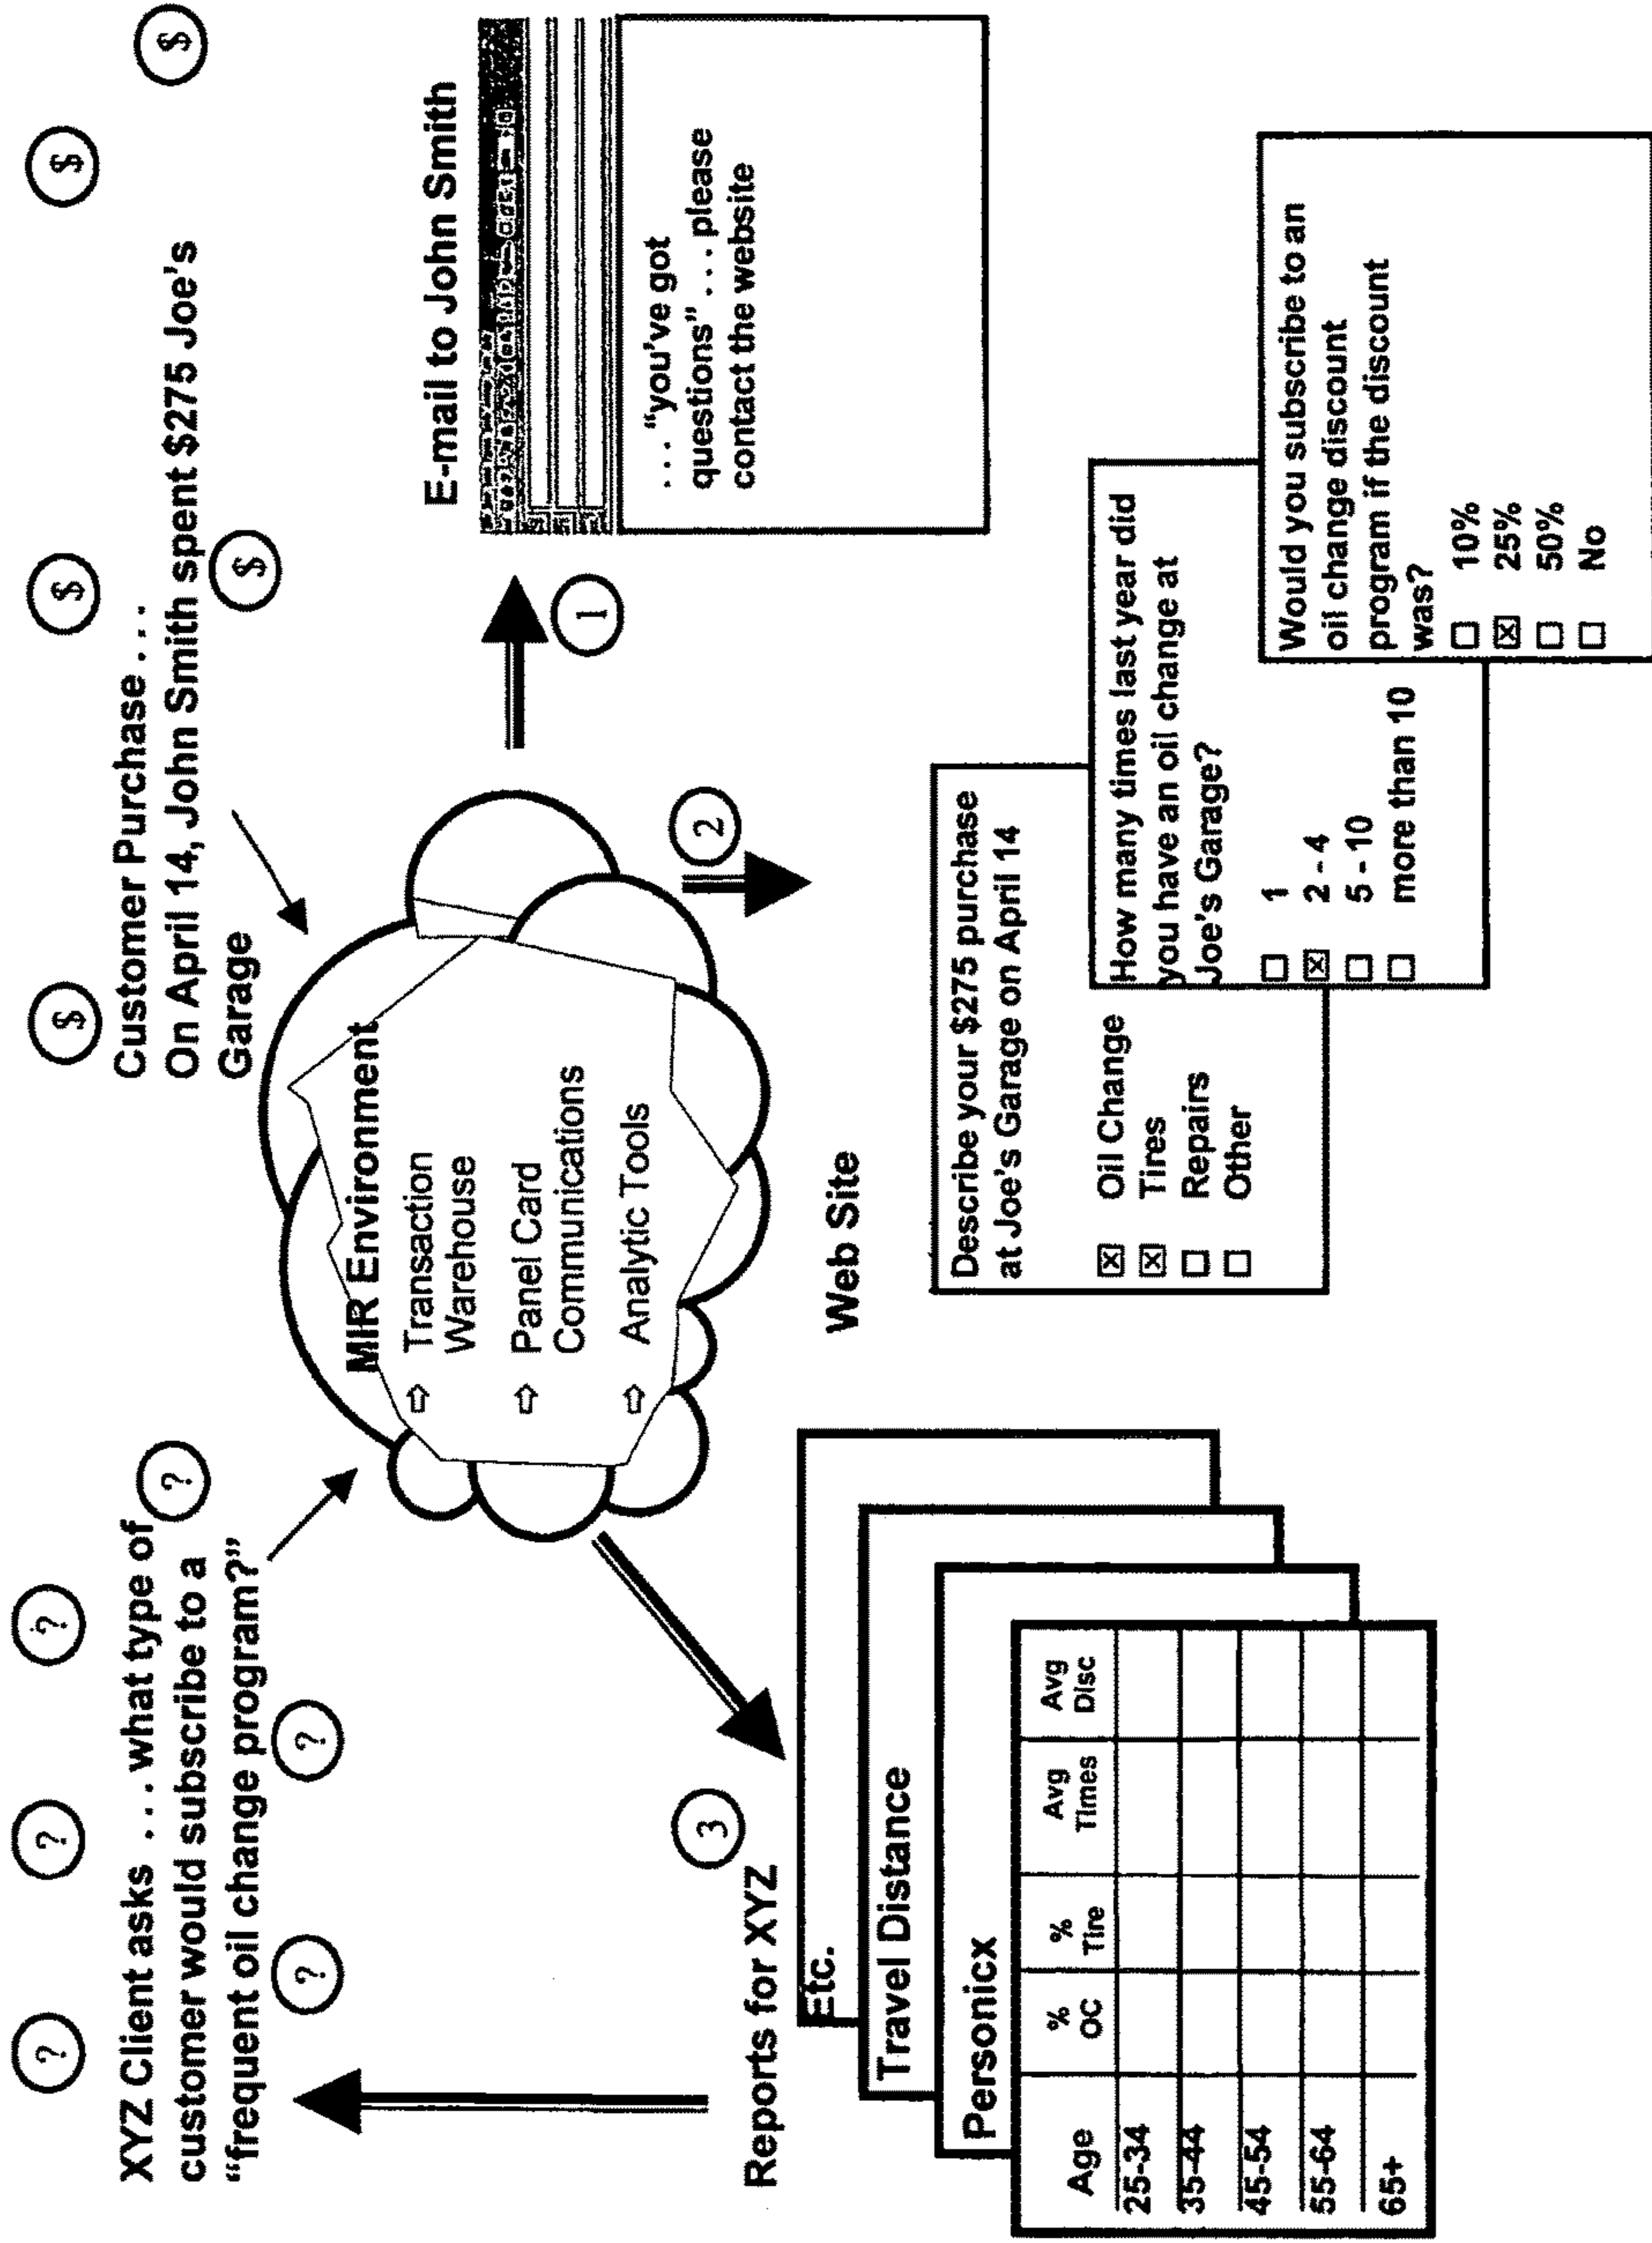 ?
?
?
XYZ Client asks . . . what type of
customer would subscribe to a
"frequent oil change program?"
?
?
?
$
$
$
$
Customer Purchase . . . .
On April 14, John Smith spent $275 Joe's
Garage
$
MIR Environment
⇨ Transaction
Warehouse
⇨ Panel Card
Communications
⇨ Analytic Tools
1
E-mail to John Smith
. . . "you've got
questions" . . . please
contact the website
2
Web Site
Describe your $275 purchase
at Joe's Garage on April 14
☒ Oil Change
☒ Tires
☐ Repairs
☐ Other
How many times last year did
you have an oil change at
Joe's Garage?
☐ 1
☒ 2 - 4
☐ 5 - 10
☐ more than 10
Would you subscribe to an
oil change discount
program if the discount
was?
☐ 10%
☒ 25%
☐ 50%
☐ No
3
Reports for XYZ
Etc.
Travel Distance
Personicx
Age % OC % Tire Avg Times Avg Disc
25-34
35-44
45-54
55-64
65+